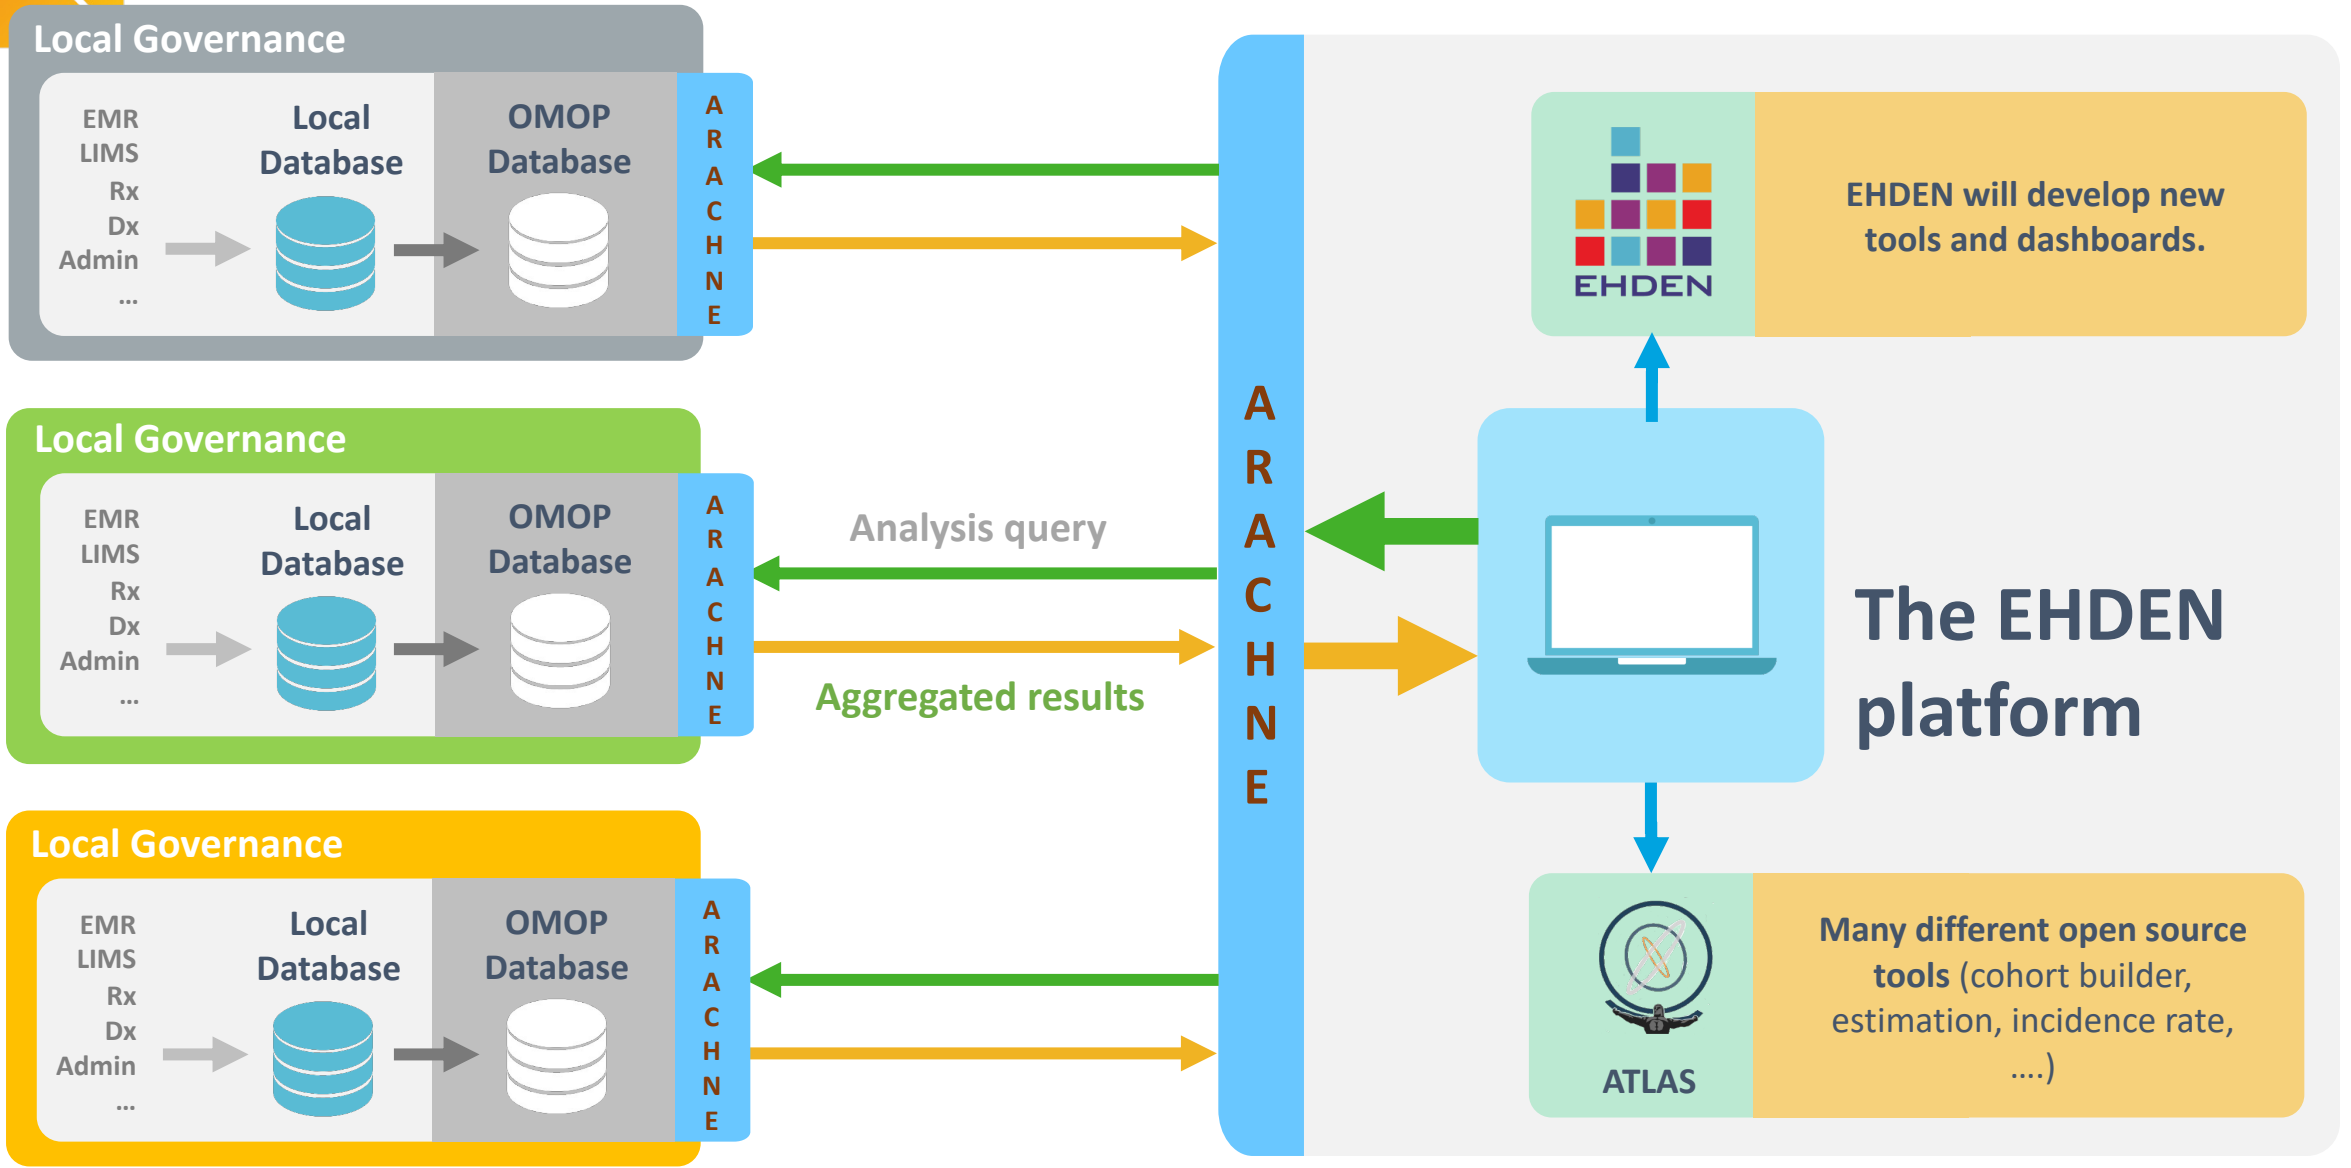 Local Governance
EMR
LIMS
Rx
Dx
Admin
...
Local
Database
OMOP
Database
A
R
A
C
H
N
E
Local Governance
EMR
LIMS
Rx
Dx
Admin
...
Local
Database
OMOP
Database
A
R
A
C
H
N
E
Local Governance
EMR
LIMS
Rx
Dx
Admin
...
Local
Database
OMOP
Database
A
R
A
C
H
N
E
Analysis query
Aggregated results
A
R
A
C
H
N
E
EHDEN
EHDEN will develop new
tools and dashboards.
The EHDEN
platform
ATLAS
Many different open source
tools (cohort builder,
estimation, incidence rate,
....)